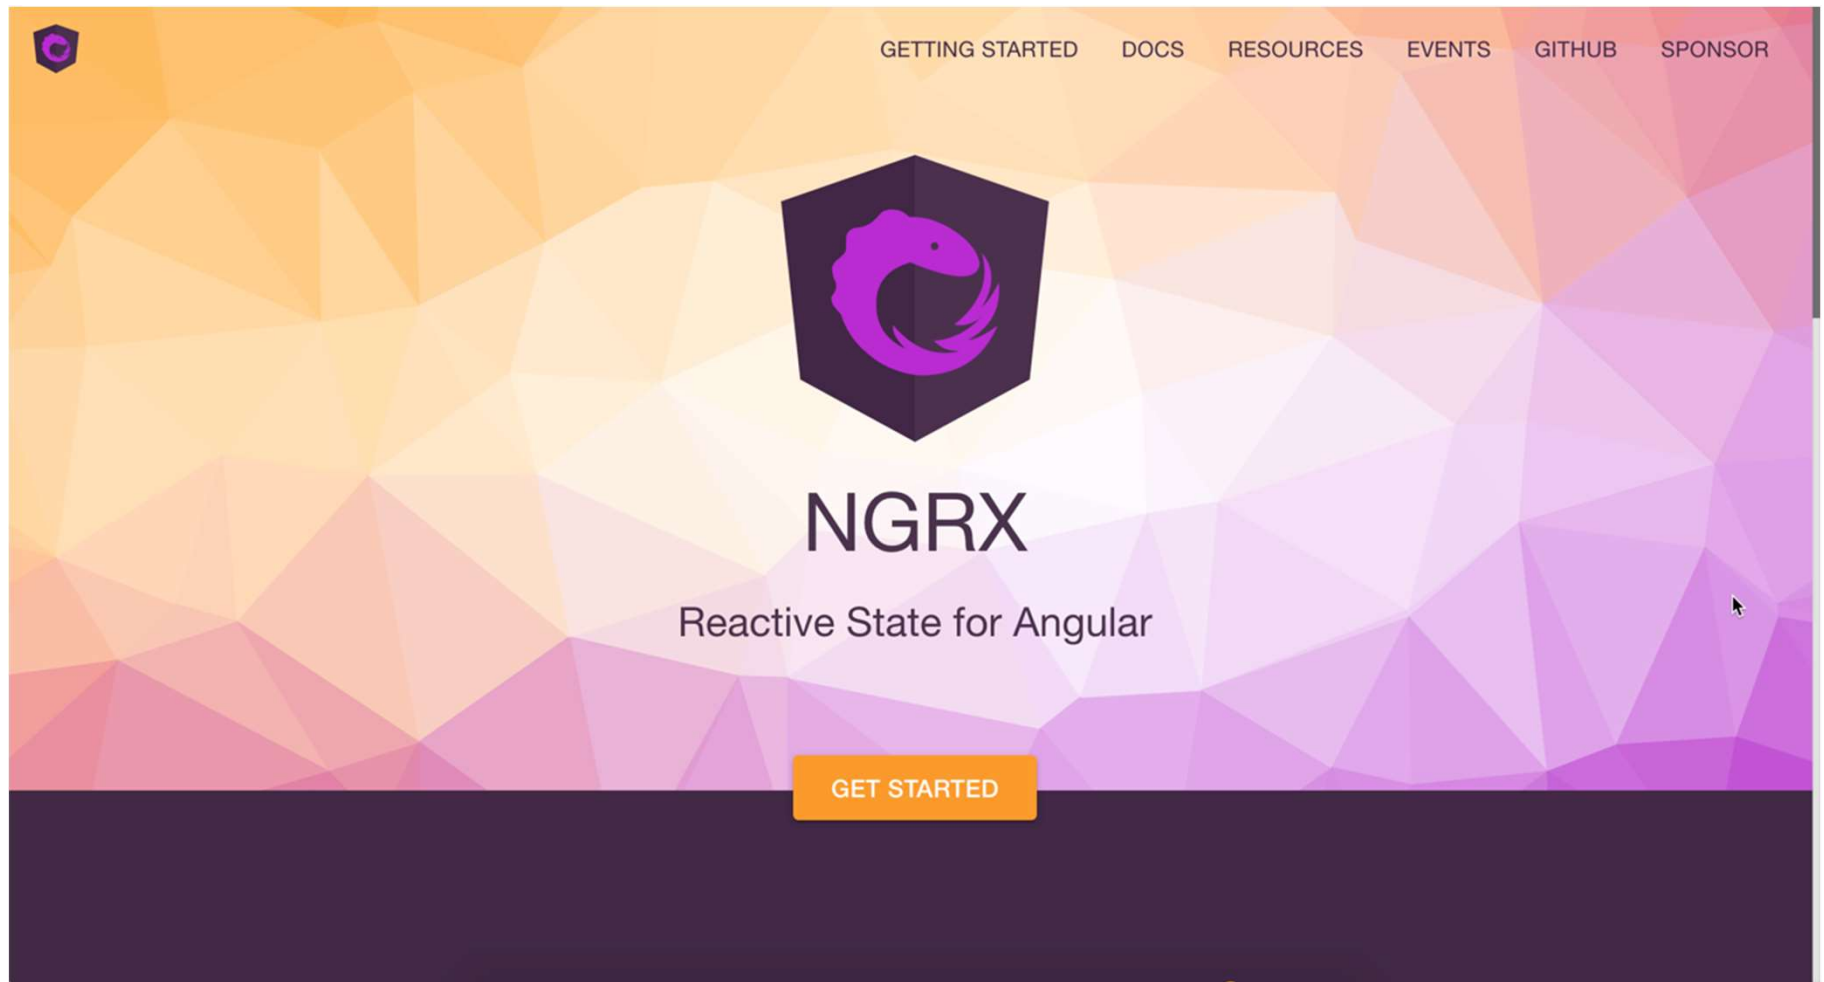 GETTING STARTED DOCS RESOURCES EVENTS GITHUB SPONSOR
NGRX
Reactive State for Angular
GET STARTED